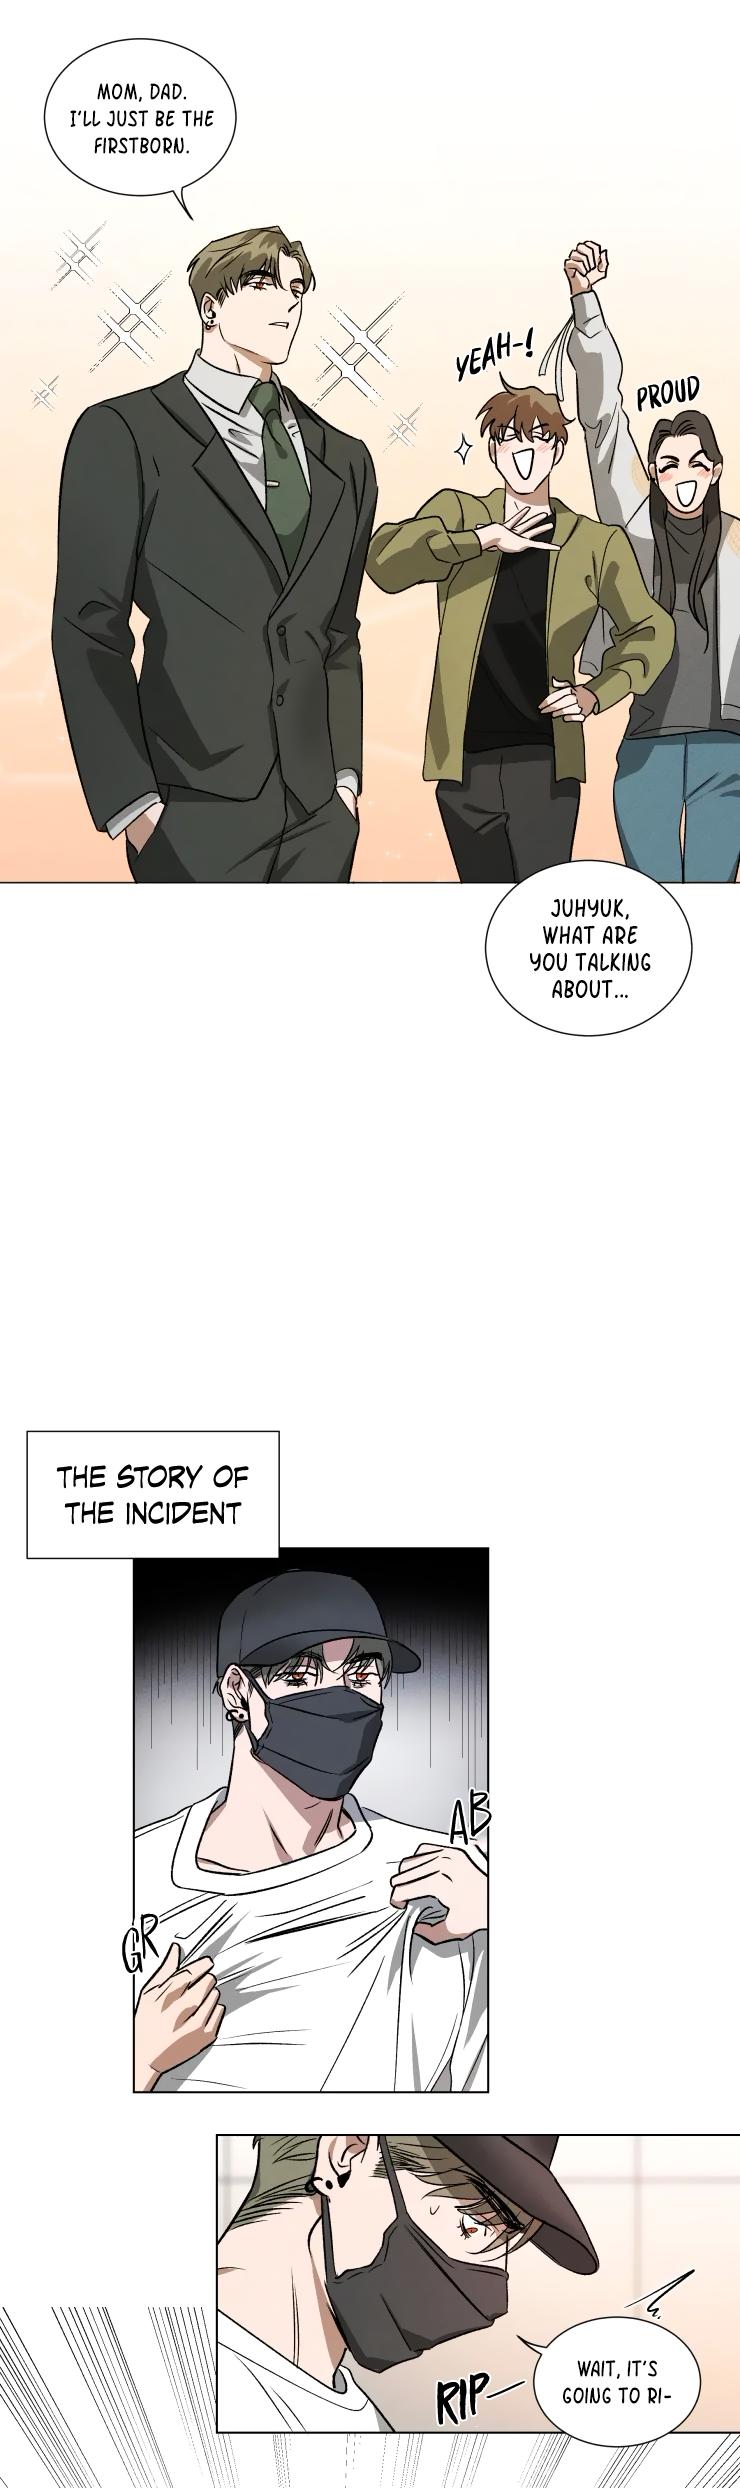 MOM, DAD.
I'LL JUST BE THE
FIRSTBORN.
YEAH-!
PROUD
JUHYUK,
WHAT ARE
YOU TALKING
ABOUT...
THE STORY OF
THE INCIDENT
GR
AB
RIP—
WAIT, IT'S
GOING TO RI-